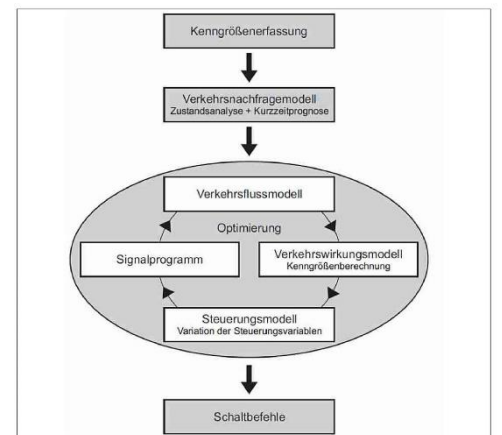 Kenngrößenerfassung
Verkehrsnachfragemodell
Zustandsanalyse + Kurzzeitprognose
Verkehrsflussmodell
Optimierung
Signalprogramm
Verkehrswirkungsmodell
Kenngrößenberechnung
Steuerungsmodell
Variation der Steuerungsvariablen
Schaltbefehle